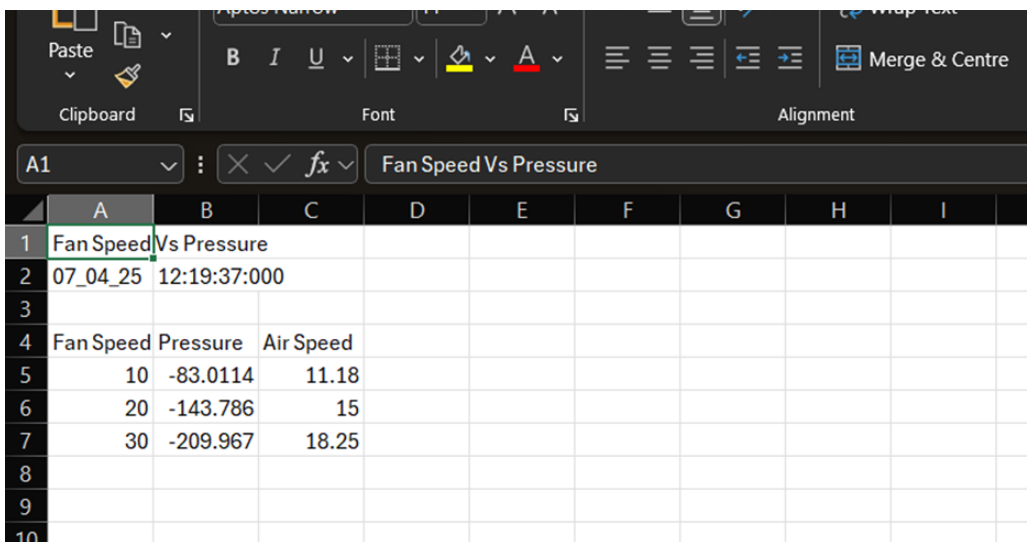 Paste
B I U A
Merge & Centre
Clipboard Font Alignment
A1 fx Fan Speed Vs Pressure
A B C D E F G H I
1 Fan Speed Vs Pressure
2 07_04_25 12:19:37:000
3
4 Fan Speed Pressure Air Speed
5 10 -83.0114 11.18
6 20 -143.786 15
7 30 -209.967 18.25
8
9
10